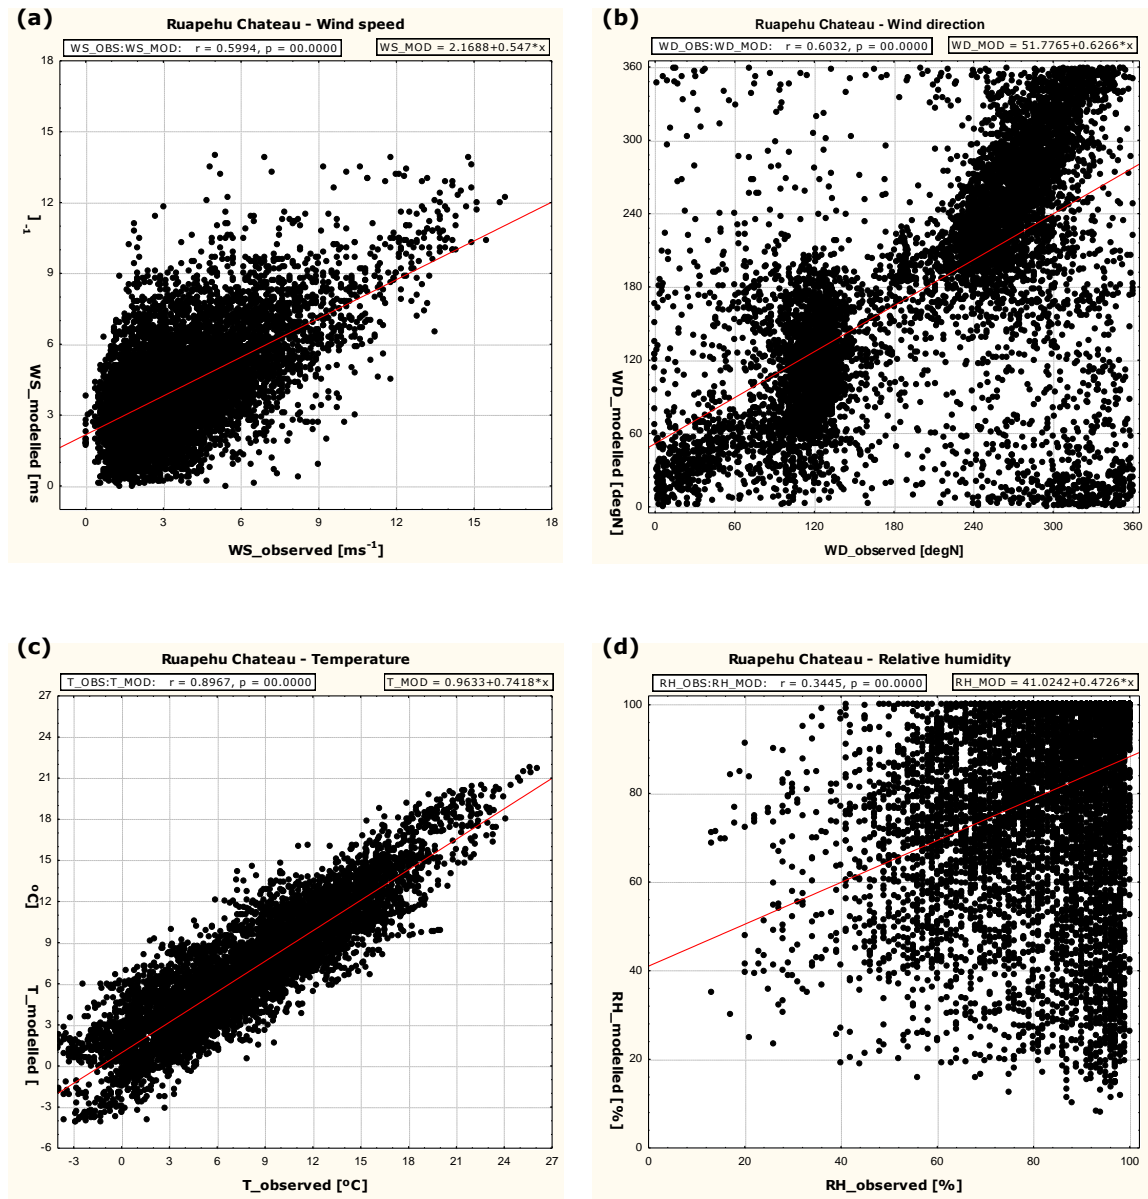 (a)
Ruapehu Chateau - Wind speed
WS_OBS:WS_MOD: r = 0.5994, p = 00.0000
WS_MOD = 2.1688+0.547*x
18
15
12
9
6
3
0
WS_modelled [ms⁻¹]
0 3 6 9 12 15 18
WS_observed [ms⁻¹]
(b)
Ruapehu Chateau - Wind direction
WD_OBS:WD_MOD: r = 0.6032, p = 00.0000
WD_MOD = 51.7765+0.6266*x
360
300
240
180
120
60
0
WD_modelled [degN]
0 60 120 180 240 300 360
WD_observed [degN]
(c)
Ruapehu Chateau - Temperature
T_OBS:T_MOD: r = 0.8967, p = 00.0000
T_MOD = 0.9633+0.7418*x
27
24
21
18
15
12
9
6
3
0
-3
-6
T_modelled [ ºC]
-3 0 3 6 9 12 15 18 21 24 27
T_observed [ºC]
(d)
Ruapehu Chateau - Relative humidity
RH_OBS:RH_MOD: r = 0.3445, p = 00.0000
RH_MOD = 41.0242+0.4726*x
100
80
60
40
20
0
RH_modelled [%]
0 20 40 60 80 100
RH_observed [%]